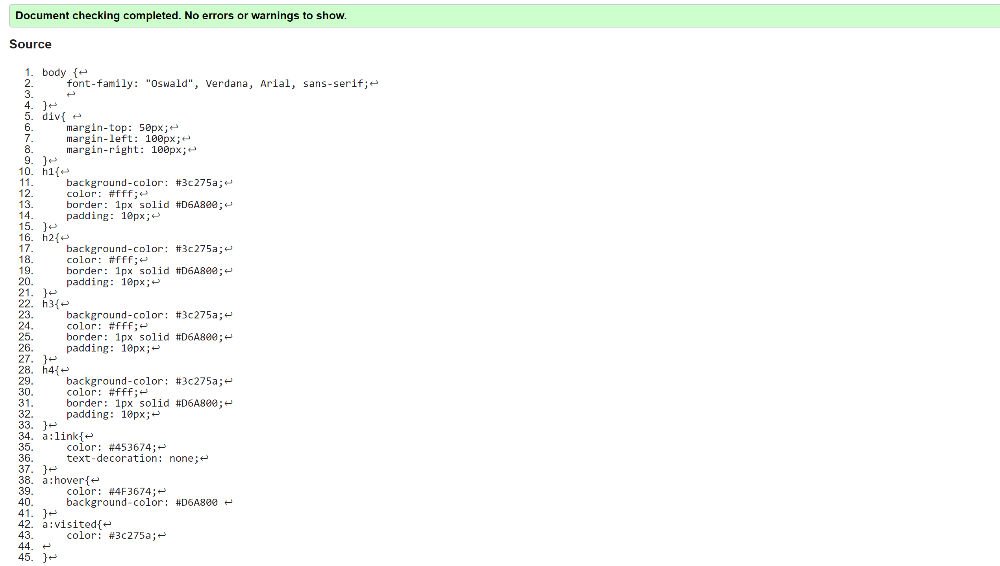 Document checking completed. No errors or warnings to show.
Source
1. body {↩
2.     font-family: "Oswald", Verdana, Arial, sans-serif;↩
3.     ↩
4. }↩
5. div{ ↩
6.     margin-top: 50px;↩
7.     margin-left: 100px;↩
8.     margin-right: 100px;↩
9. }↩
10. h1{↩
11.     background-color: #3c275a;↩
12.     color: #fff;↩
13.     border: 1px solid #D6A800;↩
14.     padding: 10px;↩
15. }↩
16. h2{↩
17.     background-color: #3c275a;↩
18.     color: #fff;↩
19.     border: 1px solid #D6A800;↩
20.     padding: 10px;↩
21. }↩
22. h3{↩
23.     background-color: #3c275a;↩
24.     color: #fff;↩
25.     border: 1px solid #D6A800;↩
26.     padding: 10px;↩
27. }↩
28. h4{↩
29.     background-color: #3c275a;↩
30.     color: #fff;↩
31.     border: 1px solid #D6A800;↩
32.     padding: 10px;↩
33. }↩
34. a:link{↩
35.     color: #453674;↩
36.     text-decoration: none;↩
37. }↩
38. a:hover{↩
39.     color: #4F3674;↩
40.     background-color: #D6A800 ↩
41. }↩
42. a:visited{↩
43.     color: #3c275a;↩
44. ↩
45. }↩